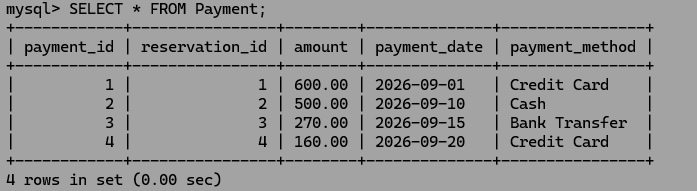 mysql> SELECT * FROM Payment;
+------------+----------------+--------+--------------+----------------+
| payment_id | reservation_id | amount | payment_date | payment_method |
+------------+----------------+--------+--------------+----------------+
|          1 |              1 | 600.00 | 2026-09-01   | Credit Card    |
|          2 |              2 | 500.00 | 2026-09-10   | Cash           |
|          3 |              3 | 270.00 | 2026-09-15   | Bank Transfer  |
|          4 |              4 | 160.00 | 2026-09-20   | Credit Card    |
+------------+----------------+--------+--------------+----------------+
4 rows in set (0.00 sec)